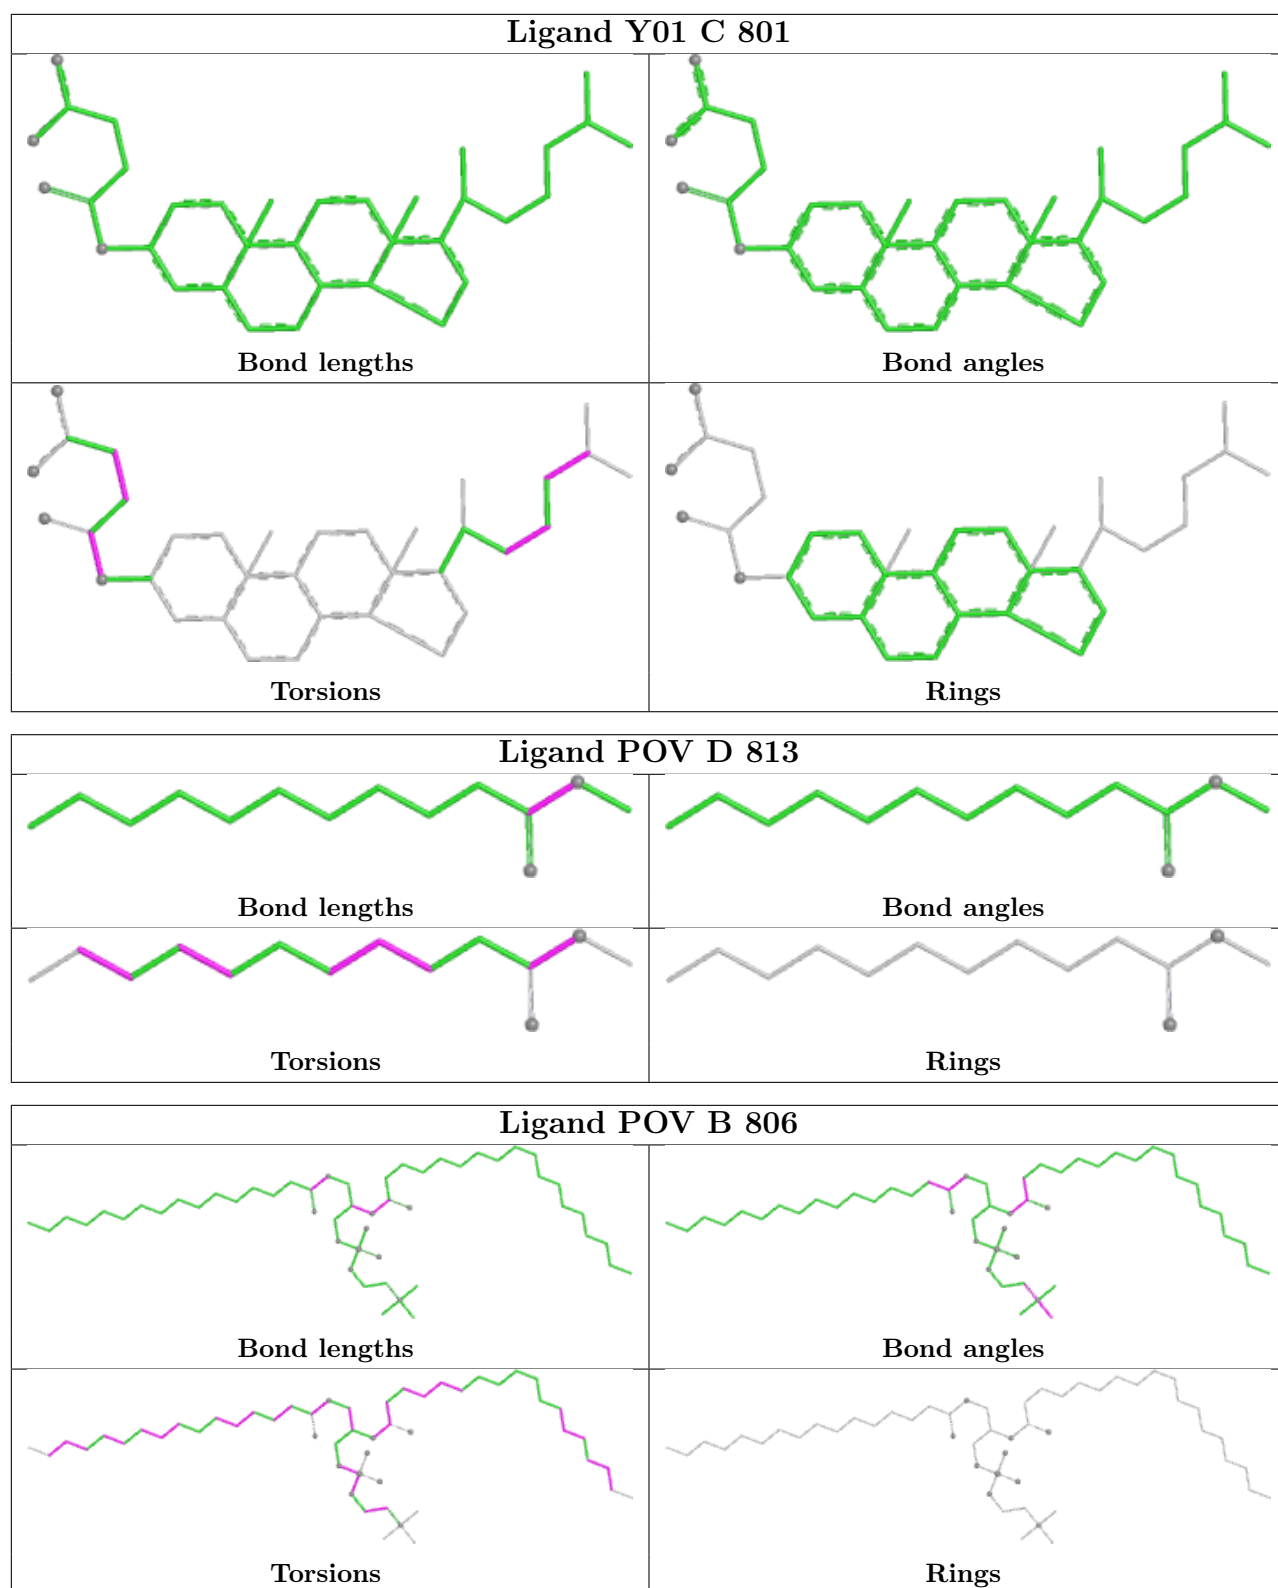 Ligand Y01 C 801
Bond lengths
Bond angles
Torsions
Rings
Ligand POV D 813
Bond lengths
Bond angles
Torsions
Rings
Ligand POV B 806
Bond lengths
Bond angles
Torsions
Rings